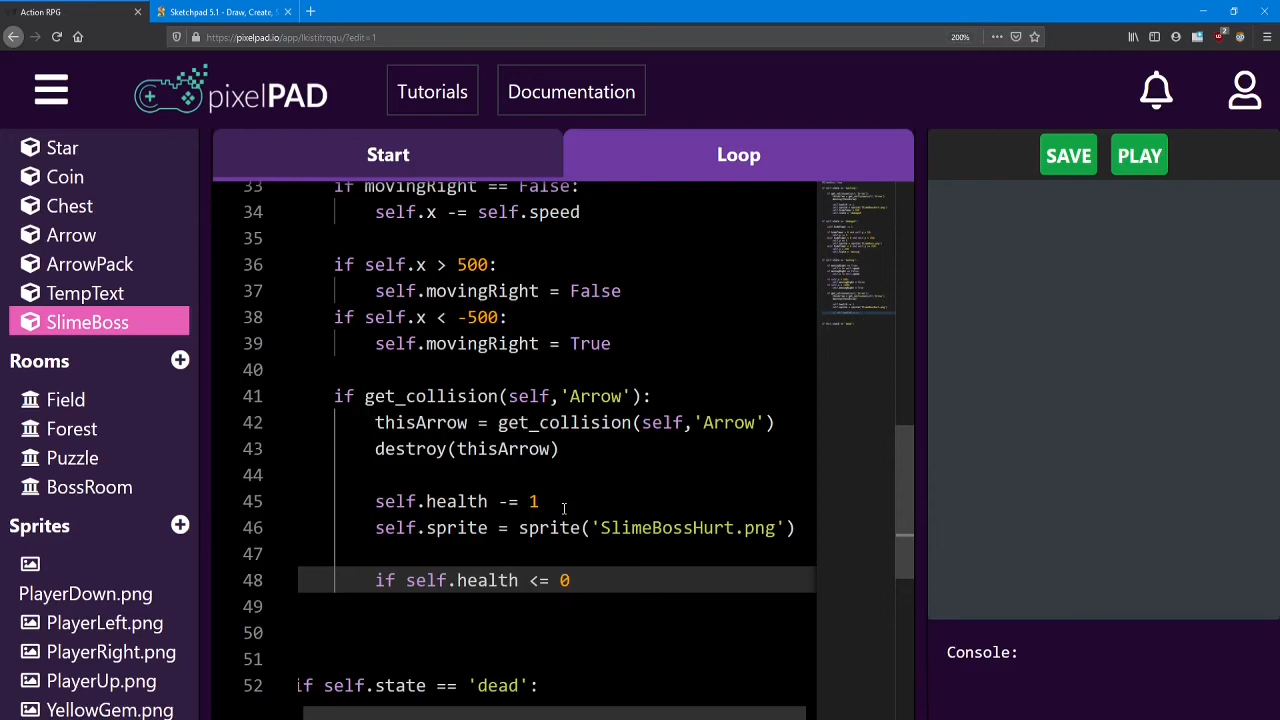 Action RPG
Sketchpad 5.1 - Draw, Create, S
https://pixelpad.io/app/lkistitrqqu/?edit=1
200%
2
pixelPAD
Tutorials
Documentation
Star
Coin
Chest
Arrow
ArrowPack
TempText
SlimeBoss
Rooms
Field
Forest
Puzzle
BossRoom
Sprites
PlayerDown.png
PlayerLeft.png
PlayerRight.png
PlayerUp.png
YellowGem.png
Start
Loop
33 if movingRight == False:
34 self.x -= self.speed
35
36 if self.x > 500:
37 self.movingRight = False
38 if self.x < -500:
39 self.movingRight = True
40
41 if get_collision(self,'Arrow'):
42 thisArrow = get_collision(self,'Arrow')
43 destroy(thisArrow)
44
45 self.health -= 1
46 self.sprite = sprite('SlimeBossHurt.png')
47
48 if self.health <= 0
49
50
51
52 if self.state == 'dead':
SAVE
PLAY
Console: